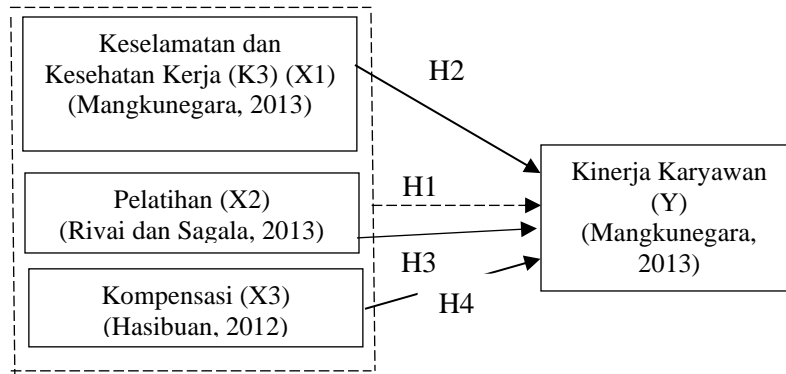 Keselamatan dan
Kesehatan Kerja (K3) (X1)
(Mangkunegara, 2013)
H2
Pelatihan (X2)
(Rivai dan Sagala, 2013)
H1
Kinerja Karyawan
(Y)
(Mangkunegara,
2013)
H3
Kompensasi (X3)
(Hasibuan, 2012)
H4